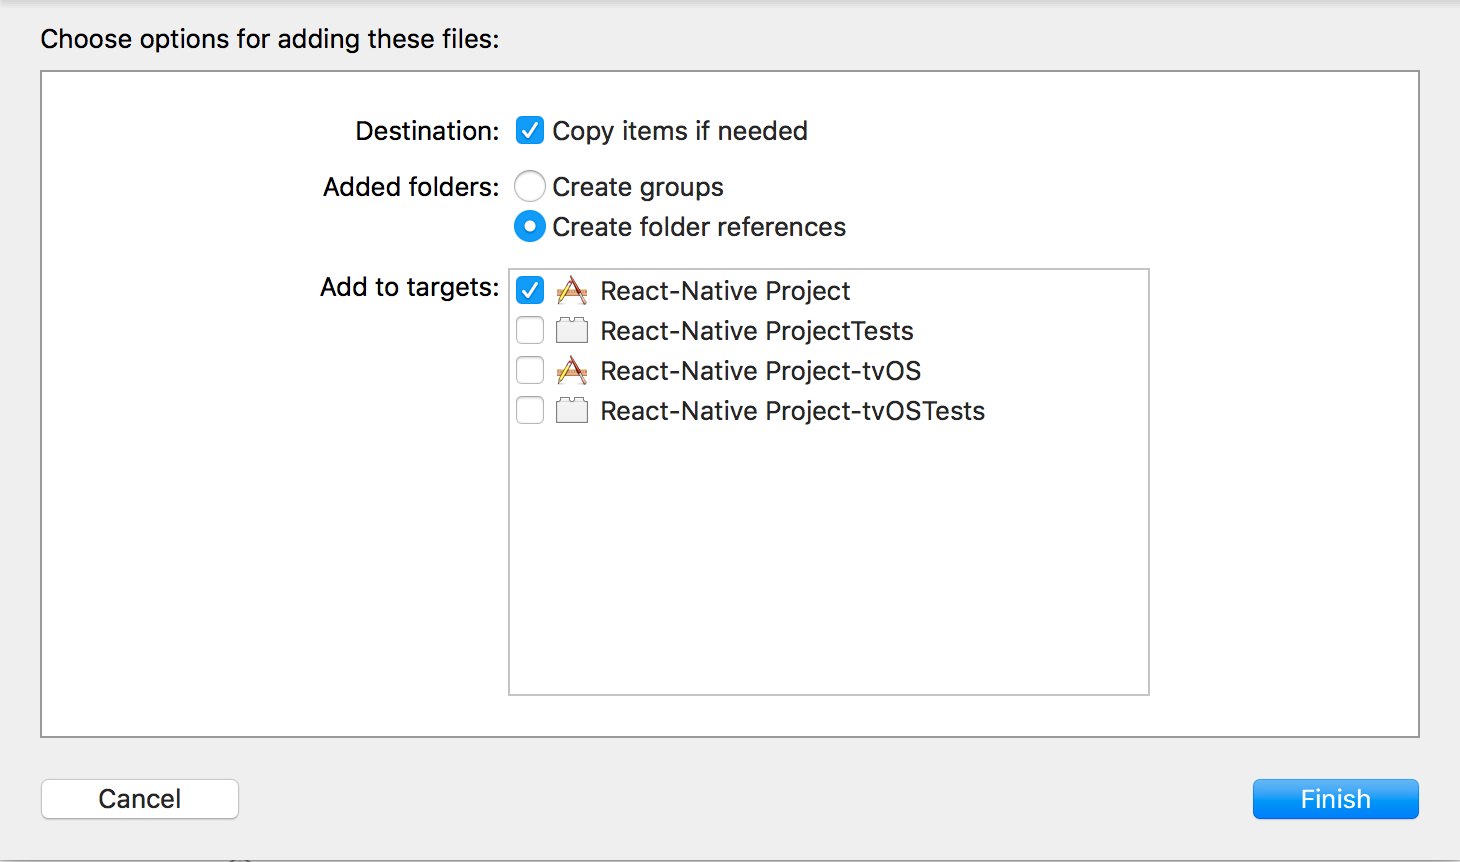 Choose options for adding these files:
Destination: Copy items if needed
Added folders: Create groups
Create folder references
Add to targets: React-Native Project
React-Native ProjectTests
React-Native Project-tvOS
React-Native Project-tvOSTests
Cancel Finish